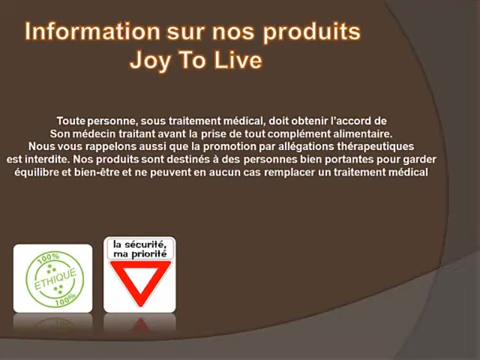 Information sur nos produits
Joy To Live
Toute personne, sous traitement médical, doit obtenir l'accord de
Son médecin traitant avant la prise de tout complément alimentaire.
Nous vous rappelons aussi que la promotion par allégations thérapeutiques
est interdite. Nos produits sont destinés à des personnes bien portantes pour garder
équilibre et bien-être et ne peuvent en aucun cas remplacer un traitement médical
100%
ETHIQUE
100%
la sécurité,
ma priorité